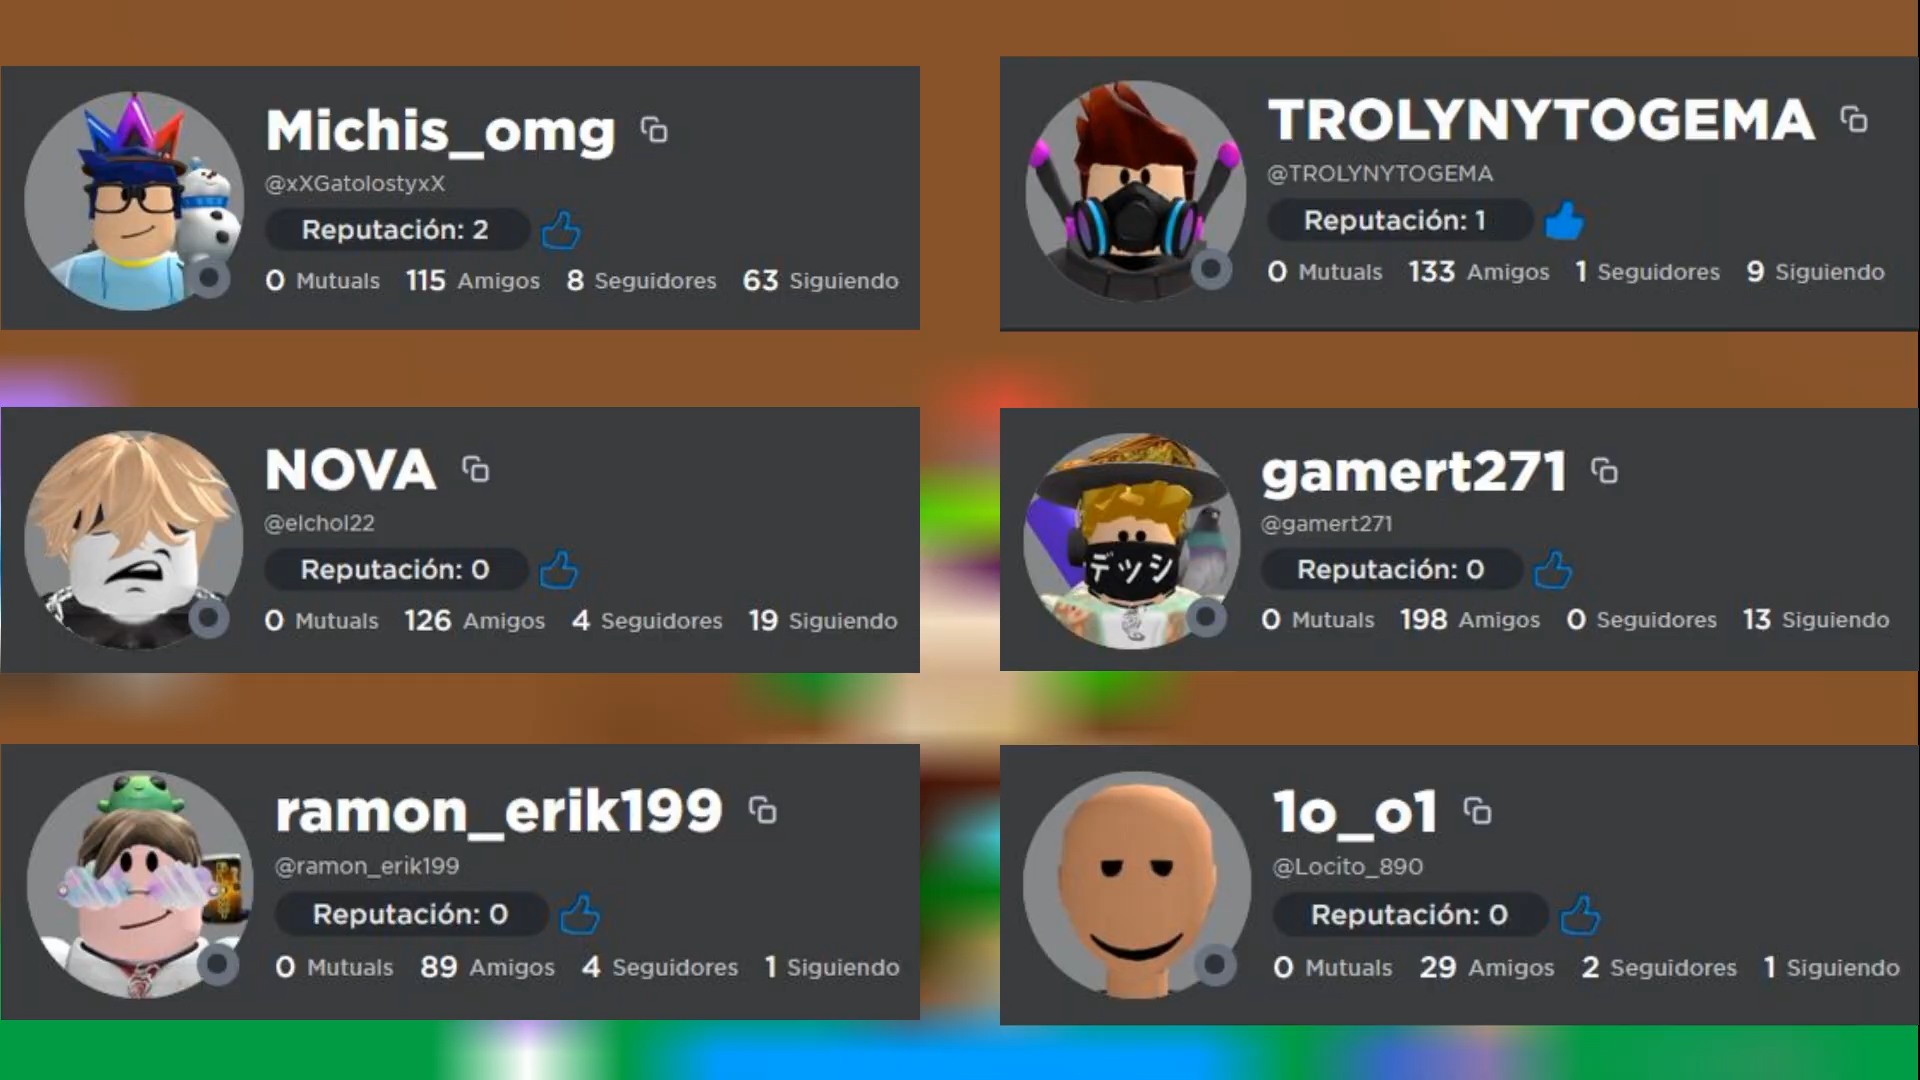 Michis_omg
@xXGatolostyxX
Reputación: 2
0 Mutuals 115 Amigos 8 Seguidores 63 Siguiendo
TROLYNYTOGEMA
@TROLYNYTOGEMA
Reputación: 1
0 Mutuals 133 Amigos 1 Seguidores 9 Siguiendo
NOVA
@elchol22
Reputación: 0
0 Mutuals 126 Amigos 4 Seguidores 19 Siguiendo
gamert271
@gamert271
デッシ
Reputación: 0
0 Mutuals 198 Amigos 0 Seguidores 13 Siguiendo
ramon_erik199
@ramon_erik199
Reputación: 0
0 Mutuals 89 Amigos 4 Seguidores 1 Siguiendo
1o_o1
@Locito_890
Reputación: 0
0 Mutuals 29 Amigos 2 Seguidores 1 Siguiendo